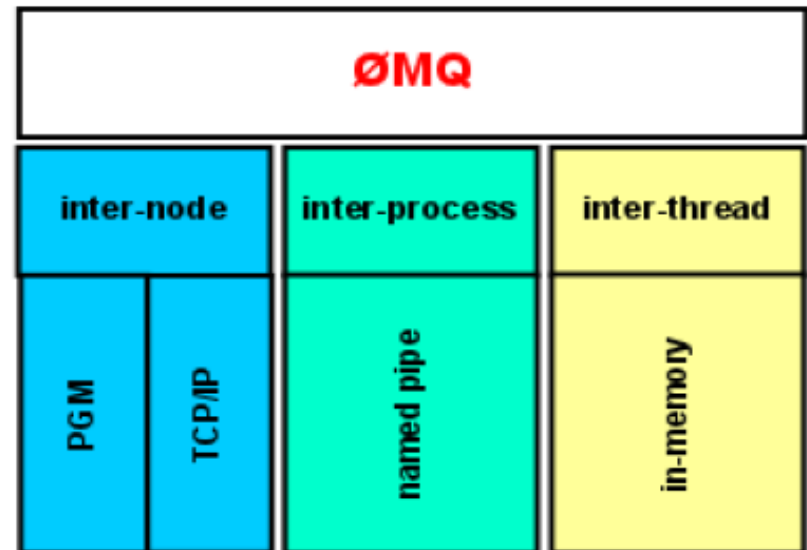 ØMQ
inter-node
inter-process
inter-thread
PGM
TCP/IP
named pipe
in-memory